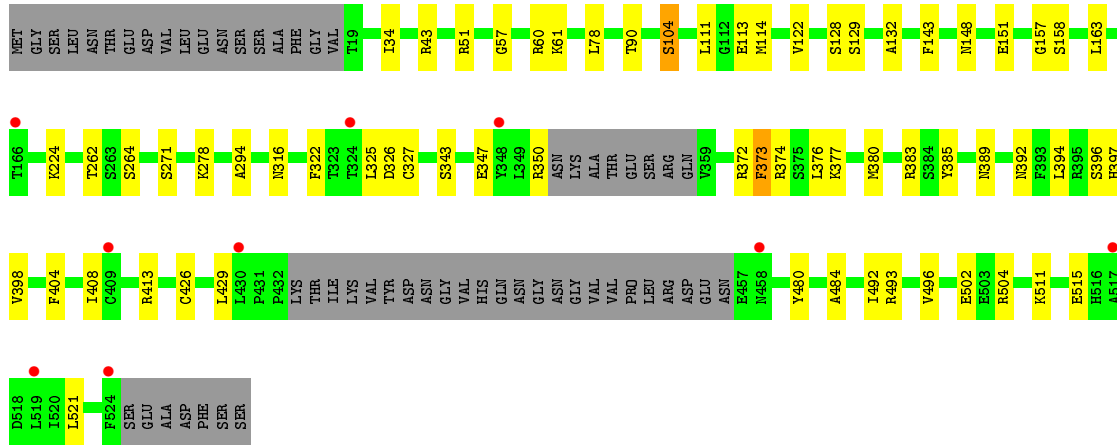 MET GLY SER LEU ASN THR GLU ASP VAL LEU GLU ASN SER SER ALA PHE GLY VAL T19 I34 R43 R51 G57 R60 K61 L78 T90 S104 L111 G112 E113 M114 V122 S128 S129 A132 F143 N148 E151 G157 S158 L163
T166 K224 T262 S263 S264 S271 K278 A294 N316 F322 T323 T324 L325 D326 C327 S343 E347 Y348 L349 R350 ASN LYS ALA THR GLU SER ARG GLN V359 R372 F373 R374 S375 L376 K377 M380 R383 S384 Y385 N389 N392 F393 L394 R395 S396 H397
V398 F404 I408 C409 R413 C426 L429 L430 P431 P432 LYS THR ILE LYS VAL TYR ASP ASN GLY VAL HIS GLN ASN GLY ASN GLY VAL VAL PRO LEU ARG ASP GLU ASN E457 N458 Y480 A484 I492 R493 V496 E502 E503 R504 K511 E515 H516 A517
D518 L519 I520 L521 F524 SER GLU ALA ASP PHE SER SER